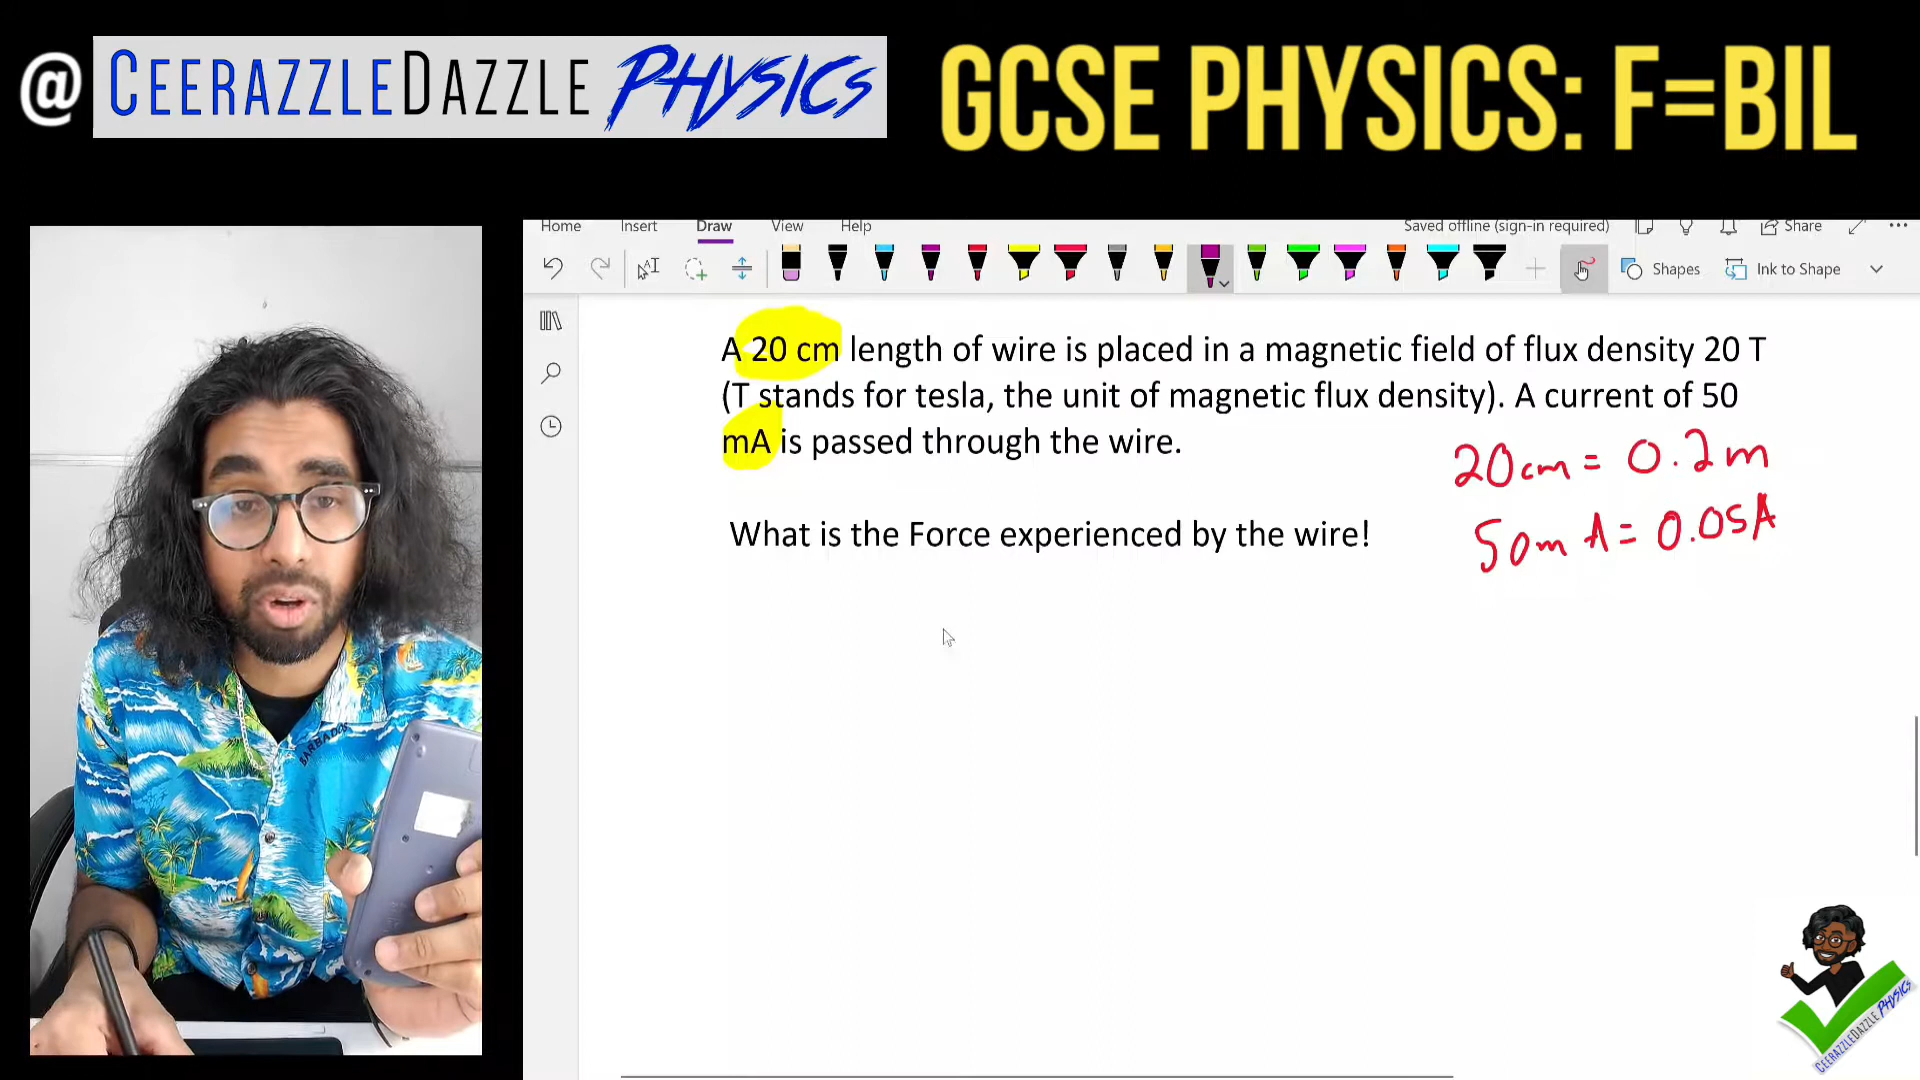 @ CEERAZZLEDAZZLE PHYSICS
GCSE PHYSICS: F=BIL
Home Insert Draw View Help
Saved offline (sign-in required) Share
Shapes Ink to Shape
A 20 cm length of wire is placed in a magnetic field of flux density 20 T
(T stands for tesla, the unit of magnetic flux density). A current of 50
mA is passed through the wire.
20cm = 0.2m
What is the Force experienced by the wire!
50mA = 0.05A
BARBADOS
CEERAZZLEDAZZLE PHYSICS